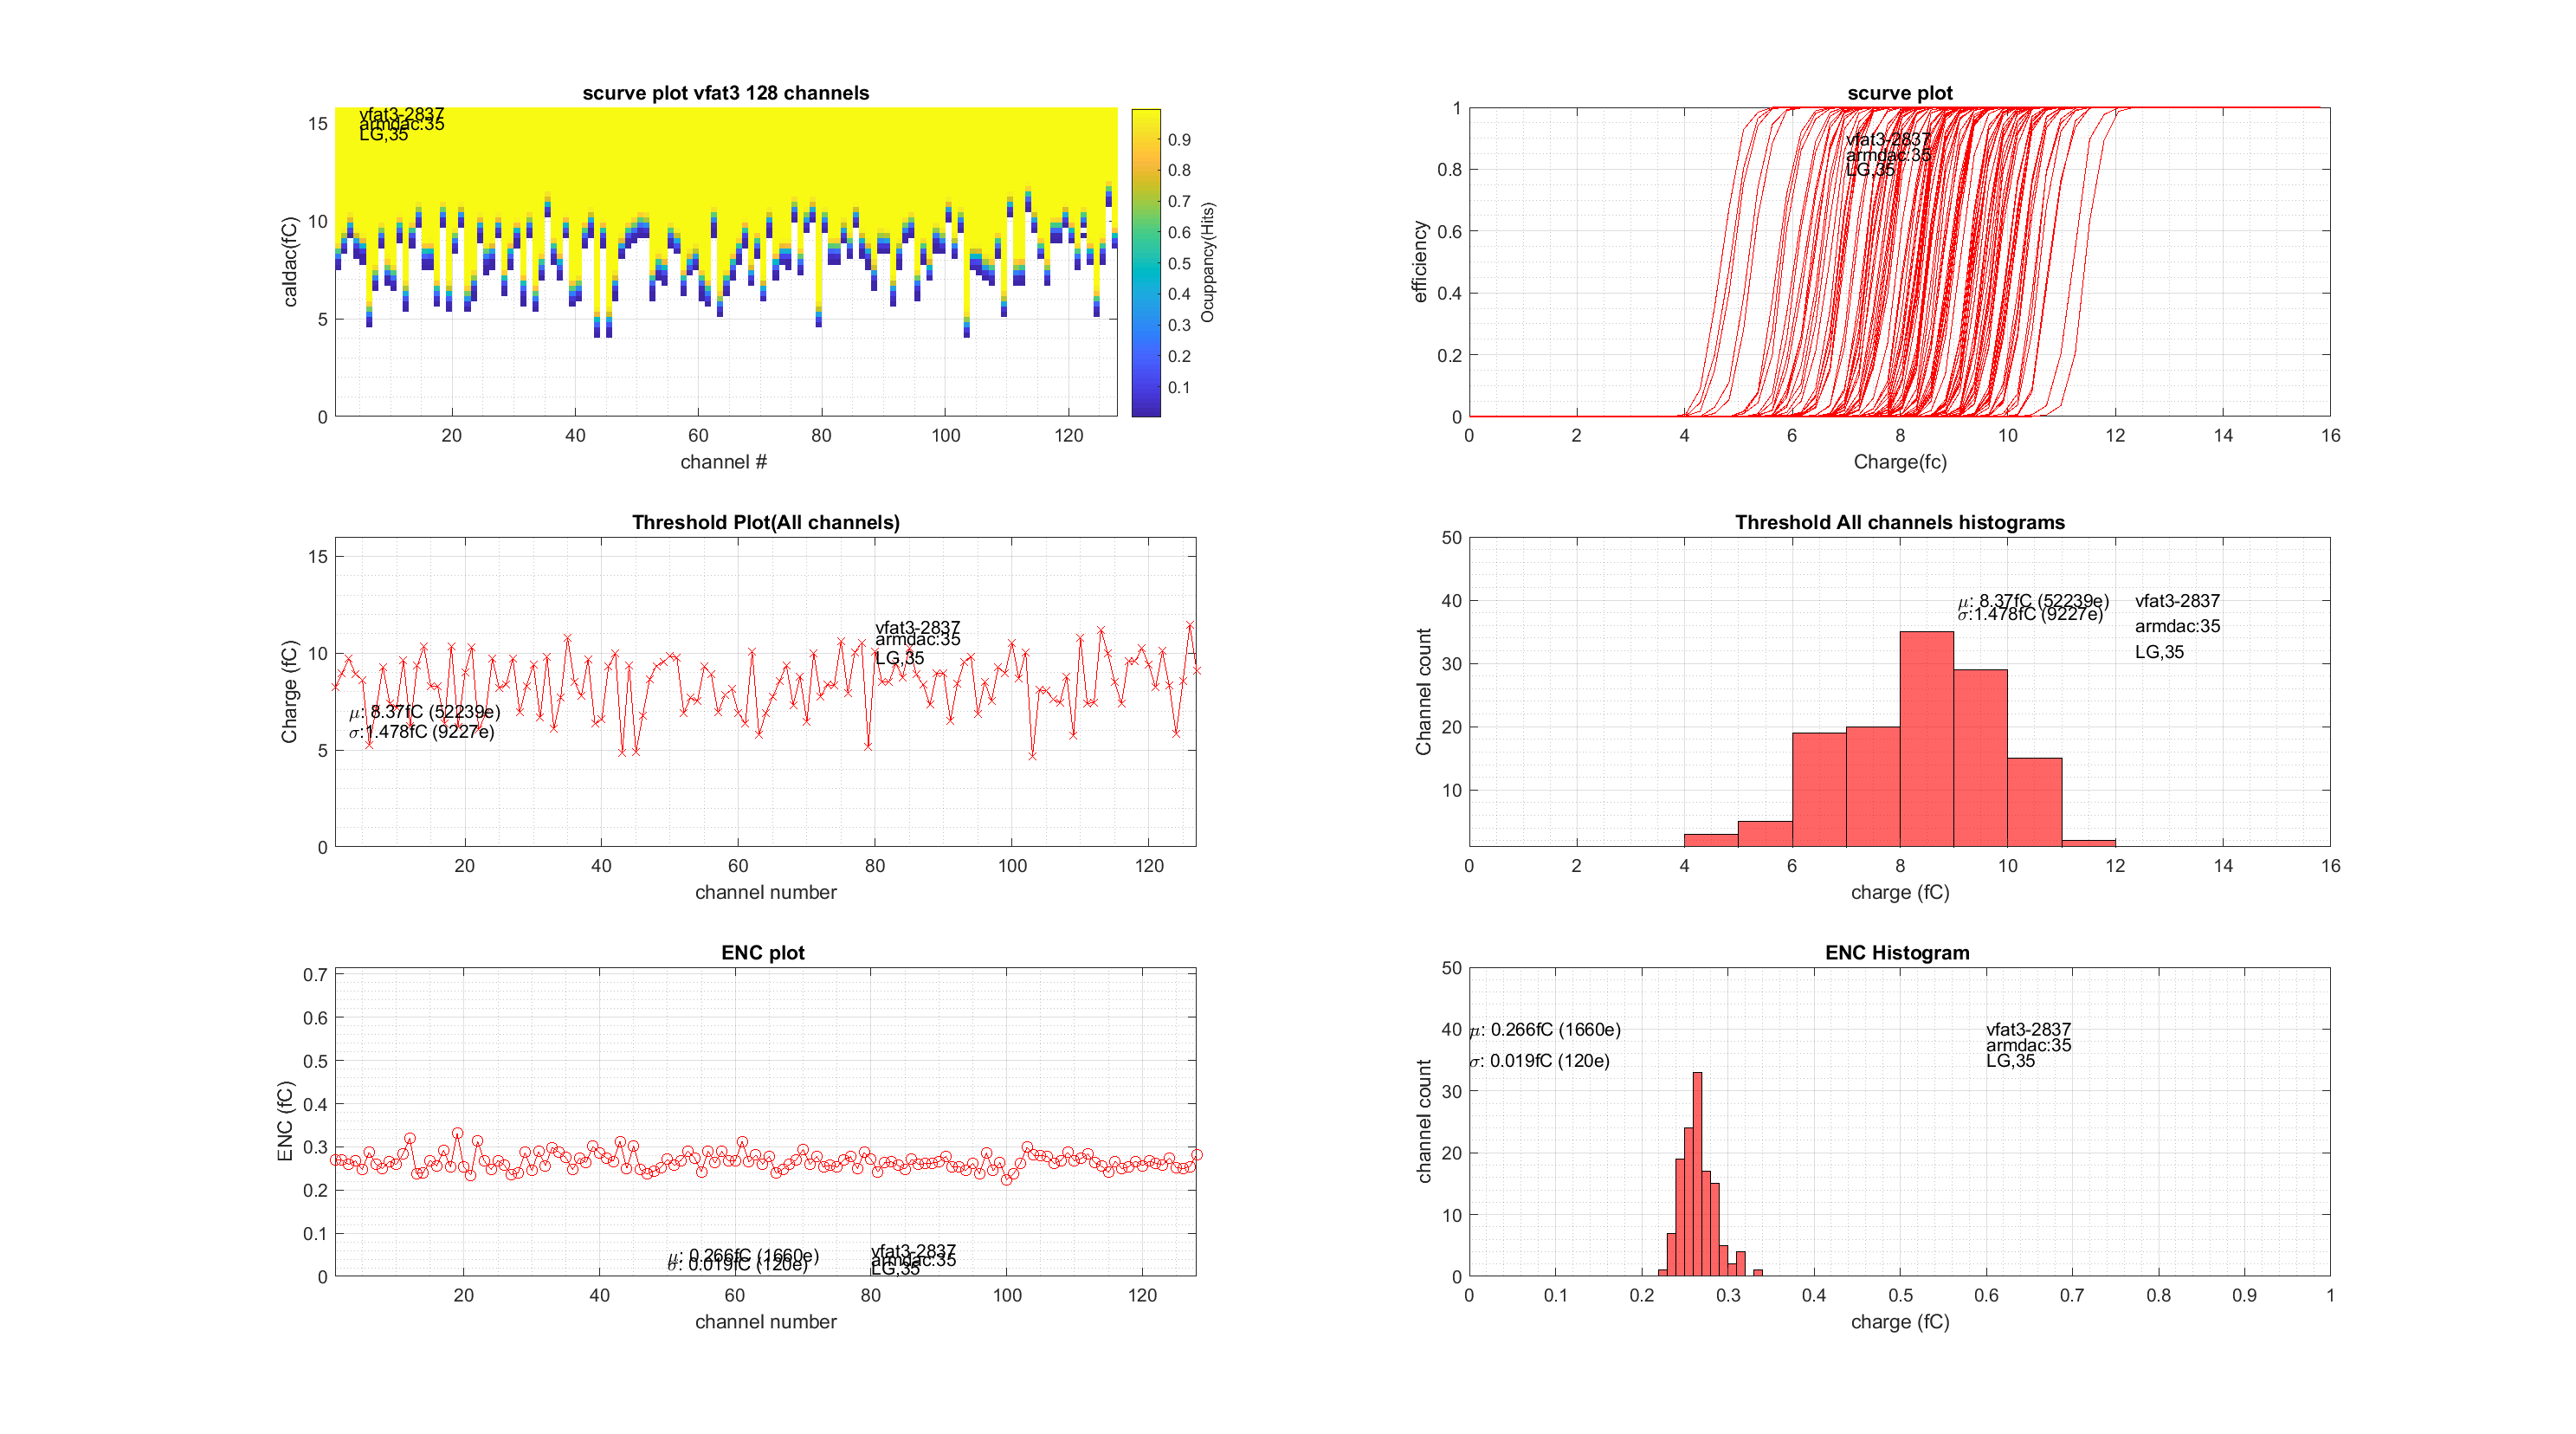 scurve plot vfat3 128 channels
vfat3-2837
armdac:35
LG,35
caldac(fC)
15
10
5
0
20 40 60 80 100 120
channel #
0.9
0.8
0.7
0.6
0.5
0.4
0.3
0.2
0.1
Ocuppancy(Hits)
scurve plot
vfat3-2837
armdac:35
LG,35
efficiency
1
0.8
0.6
0.4
0.2
0
0 2 4 6 8 10 12 14 16
Charge(fc)
Threshold Plot(All channels)
vfat3-2837
armdac:35
LG,35
μ: 8.37fC (52239e)
σ:1.478fC (9227e)
Charge (fC)
15
10
5
0
20 40 60 80 100 120
channel number
Threshold All channels histograms
μ: 8.37fC (52239e)
σ:1.478fC (9227e)
vfat3-2837
armdac:35
LG,35
Channel count
50
40
30
20
10
0 2 4 6 8 10 12 14 16
charge (fC)
ENC plot
ENC (fC)
0.7
0.6
0.5
0.4
0.3
0.2
0.1
0
μ: 0.266fC (1660e)
σ: 0.019fC (120e)
vfat3-2837
armdac:35
LG,35
20 40 60 80 100 120
channel number
ENC Histogram
μ: 0.266fC (1660e)
σ: 0.019fC (120e)
vfat3-2837
armdac:35
LG,35
channel count
50
40
30
20
10
0
0 0.1 0.2 0.3 0.4 0.5 0.6 0.7 0.8 0.9 1
charge (fC)